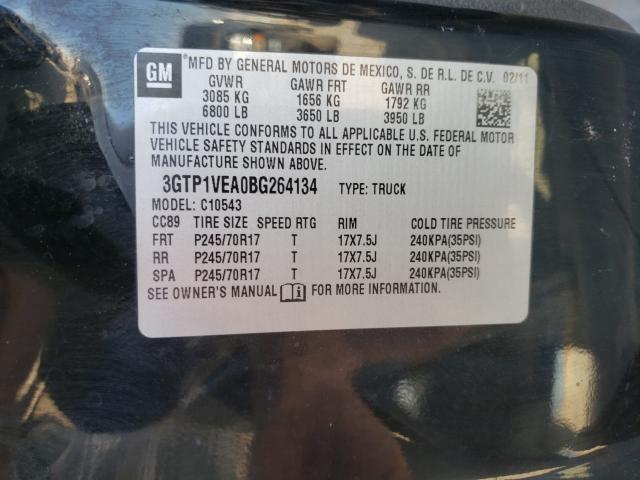 GM
*MFD BY GENERAL MOTORS DE MEXICO, S. DE R.L. DE C.V. 02/11
GVWR GAWR FRT GAWR RR
3085 KG 1656 KG 1792 KG
6800 LB 3650 LB 3950 LB
THIS VEHICLE CONFORMS TO ALL APPLICABLE U.S. FEDERAL MOTOR
VEHICLE SAFETY STANDARDS IN EFFECT ON THE DATE OF
MANUFACTURE SHOWN ABOVE.
3GTP1VEA0BG264134 TYPE: TRUCK
MODEL: C10543
CC89 TIRE SIZE SPEED RTG RIM COLD TIRE PRESSURE
FRT P245/70R17 T 17X7.5J 240KPA(35PSI)
RR P245/70R17 T 17X7.5J 240KPA(35PSI)
SPA P245/70R17 T 17X7.5J 240KPA(35PSI)
SEE OWNER'S MANUAL FOR MORE INFORMATION.